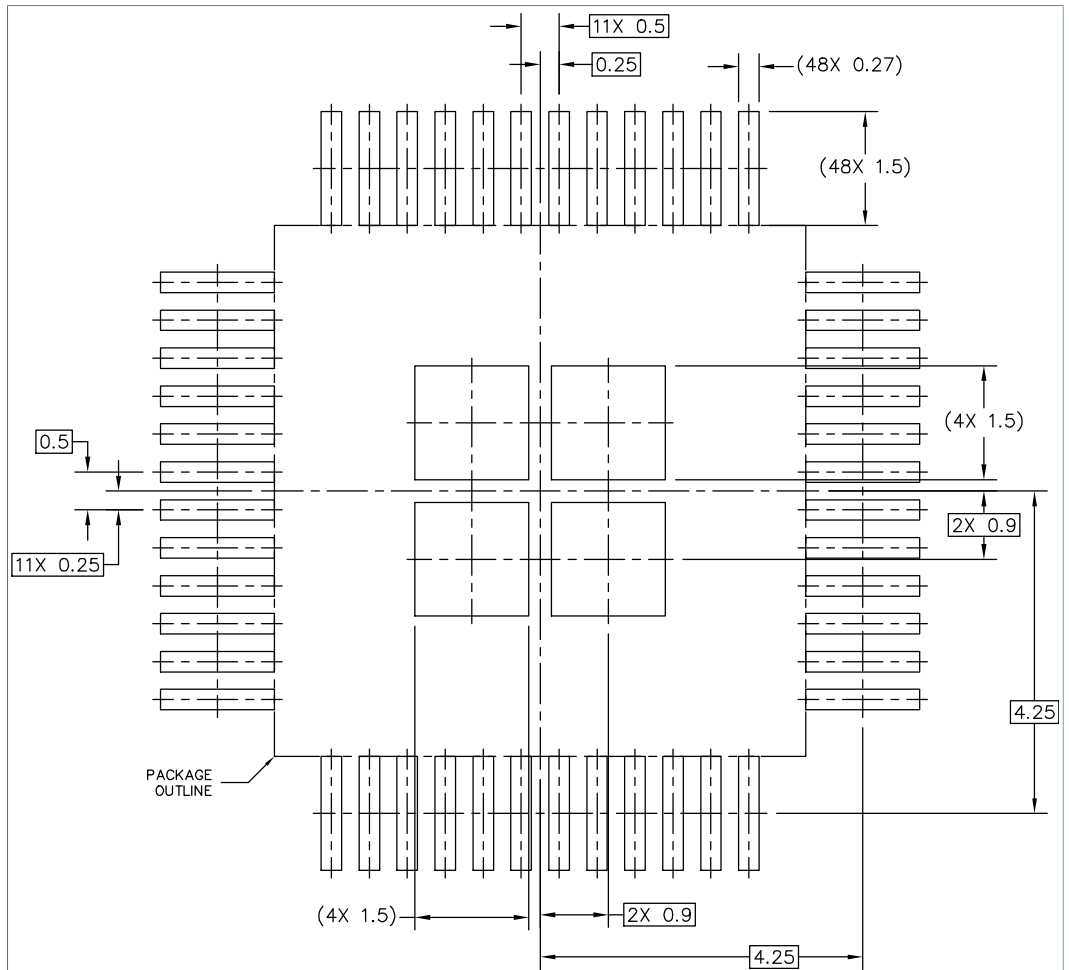 11X 0.5
0.25
(48X 0.27)
(48X 1.5)
(4X 1.5)
0.5
2X 0.9
11X 0.25
4.25
PACKAGE
OUTLINE
(4X 1.5)
2X 0.9
4.25